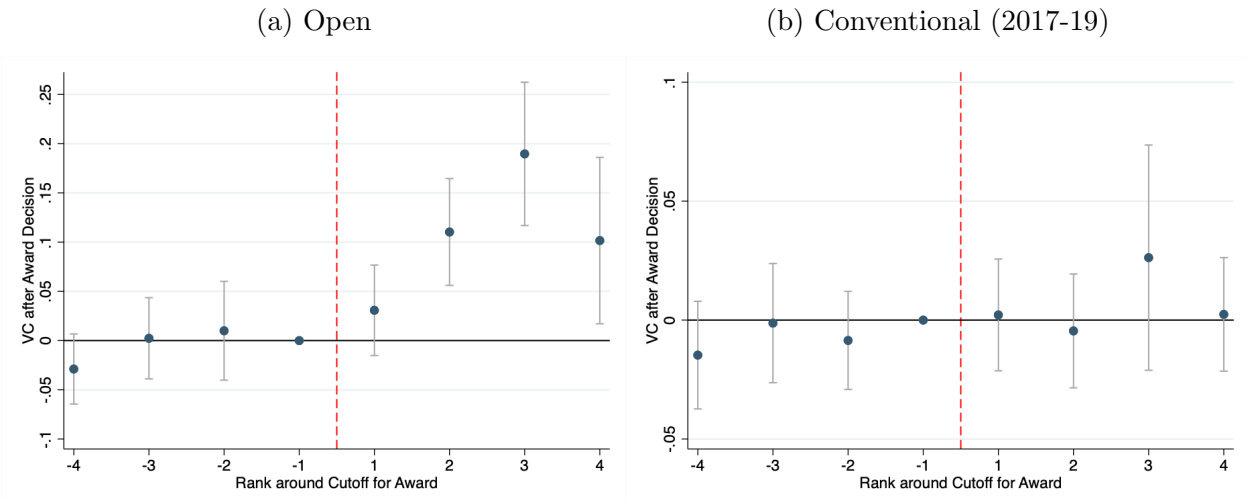 (a) Open
VC after Award Decision
.25
.2
.15
.1
.05
0
-.05
-.1
-4 -3 -2 -1 1 2 3 4
Rank around Cutoff for Award
(b) Conventional (2017-19)
VC after Award Decision
.1
.05
0
-.05
-4 -3 -2 -1 1 2 3 4
Rank around Cutoff for Award